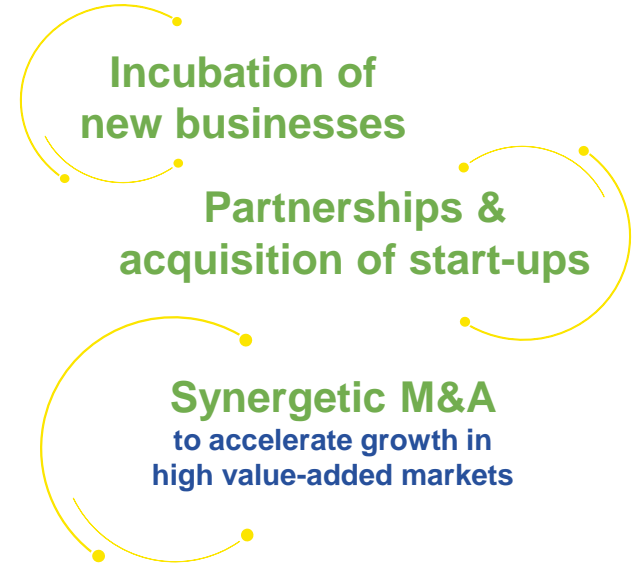 Incubation of
new businesses
Partnerships &
acquisition of start-ups
Synergetic M&A
to accelerate growth in
high value-added markets